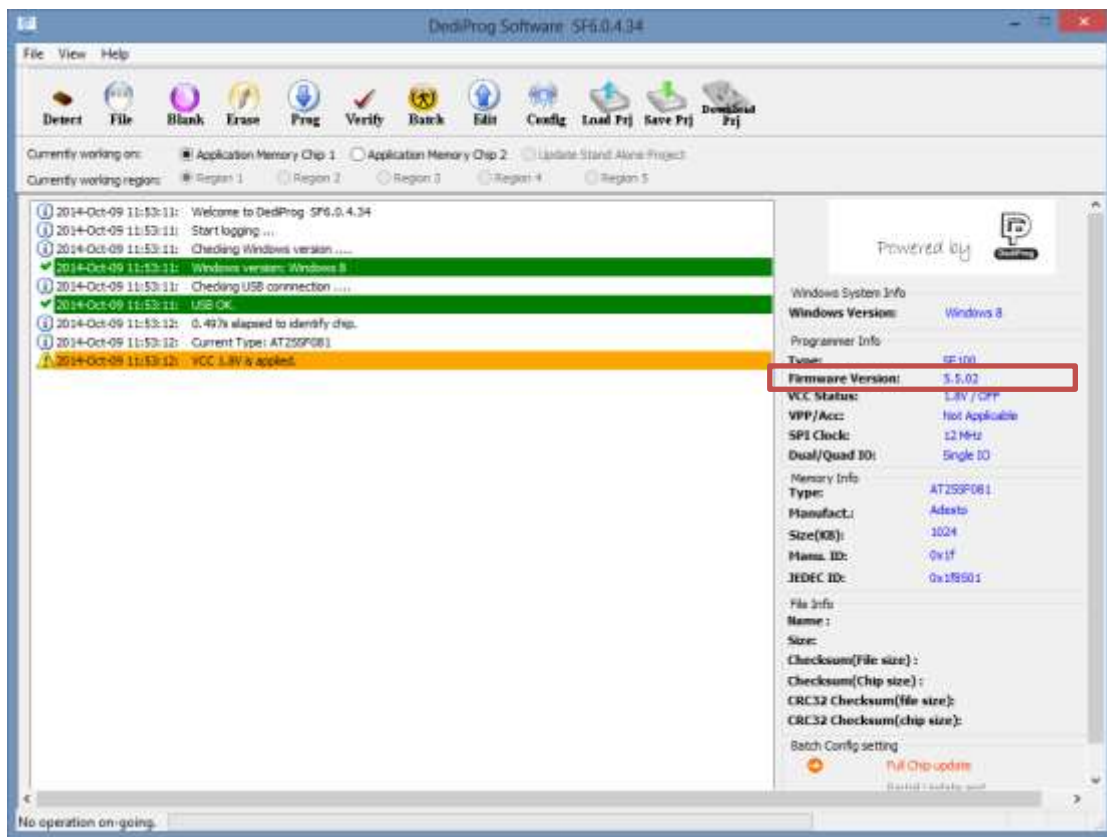 DediProg Software SF6.0.4.34
File View Help
Detect File Blank Erase Prog Verify Batch Edit Config Load Prj Save Prj Download Prj
Currently working on: Application Memory Chip 1 Application Memory Chip 2 Update Stand Alone Project
Currently working region: Region 1 Region 2 Region 3 Region 4 Region 5
2014-Oct-09 11:53:11: Welcome to DediProg SF6.0.4.34
2014-Oct-09 11:53:11: Start logging ...
2014-Oct-09 11:53:11: Checking Windows version ....
2014-Oct-09 11:53:11: Windows version: Windows 8
2014-Oct-09 11:53:11: Checking USB connnection ....
2014-Oct-09 11:53:11: USB OK.
2014-Oct-09 11:53:12: 0.497s elapsed to identify chip.
2014-Oct-09 11:53:12: Current Type: AT25SF081
2014-Oct-09 11:53:12: VCC 1.8V is applied.
Powered by DediProg
Windows System Info
Windows Version: Windows 8
Programmer Info
Type: SF100
Firmware Version: 5.5.02
VCC Status: 1.8V / OFF
VPP/Acc: Not Applicable
SPI Clock: 12 MHz
Dual/Quad IO: Single IO
Memory Info
Type: AT25SF081
Manufact.: Adesto
Size(KB): 1024
Manu. ID: 0x1f
JEDEC ID: 0x1f8501
File Info
Name :
Size:
Checksum(File size) :
Checksum(Chip size) :
CRC32 Checksum(file size):
CRC32 Checksum(chip size):
Batch Config setting
Full Chip update
No operation on-going.